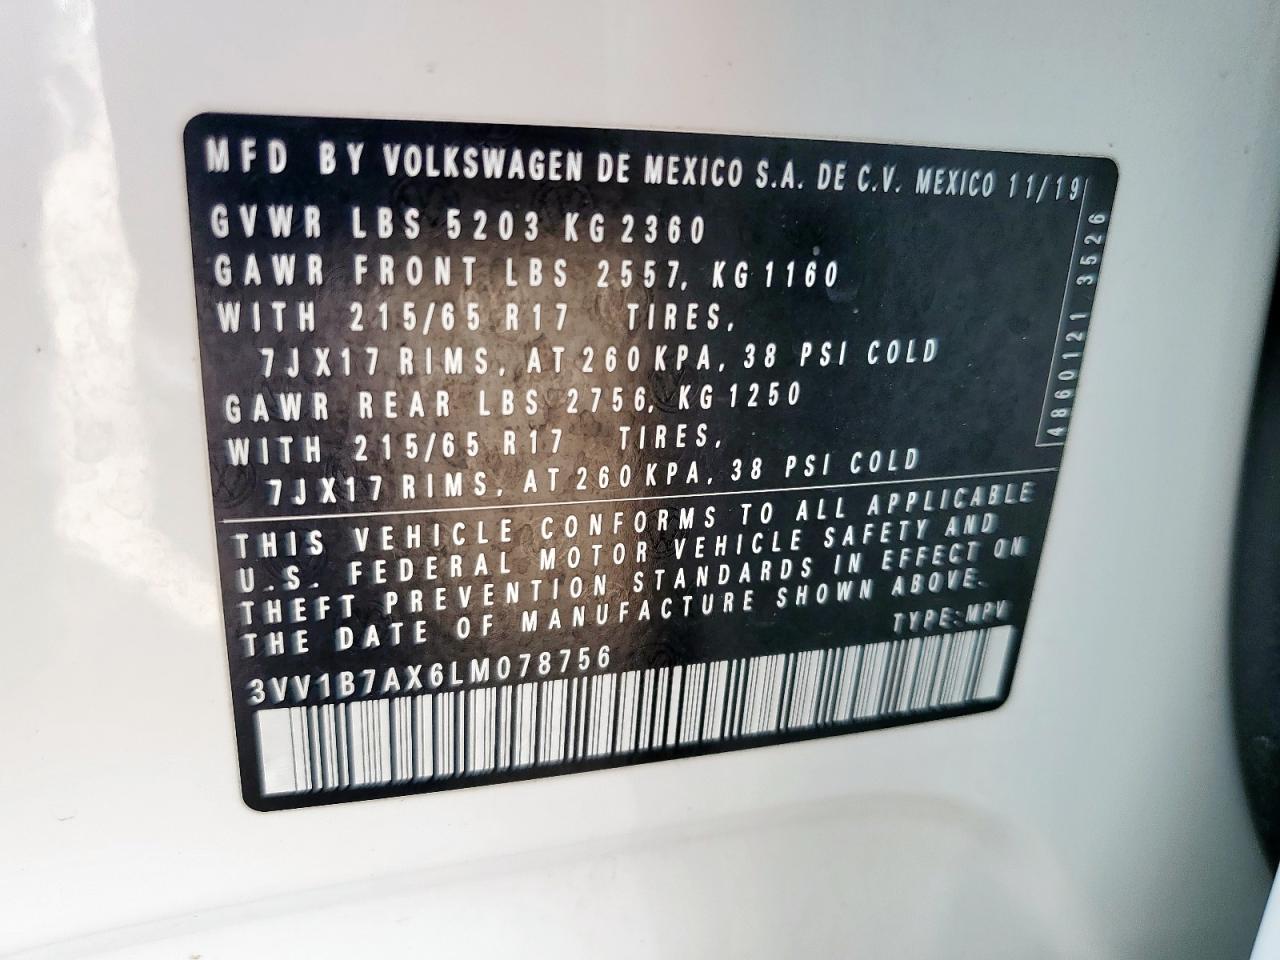 MFD BY VOLKSWAGEN DE MEXICO S.A. DE C.V. MEXICO 11/19
GVWR LBS 5203 KG 2360
GAWR FRONT LBS 2557, KG 1160
WITH 215/65 R17 TIRES,
7JX17 RIMS, AT 260 KPA, 38 PSI COLD
GAWR REAR LBS 2756, KG 1250
WITH 215/65 R17 TIRES,
7JX17 RIMS, AT 260 KPA, 38 PSI COLD
4860121 3526
THIS VEHICLE CONFORMS TO ALL APPLICABLE
U.S. FEDERAL MOTOR VEHICLE SAFETY AND
THEFT PREVENTION STANDARDS IN EFFECT ON
THE DATE OF MANUFACTURE SHOWN ABOVE.
TYPE: MPV
3VV1B7AX6LM078756